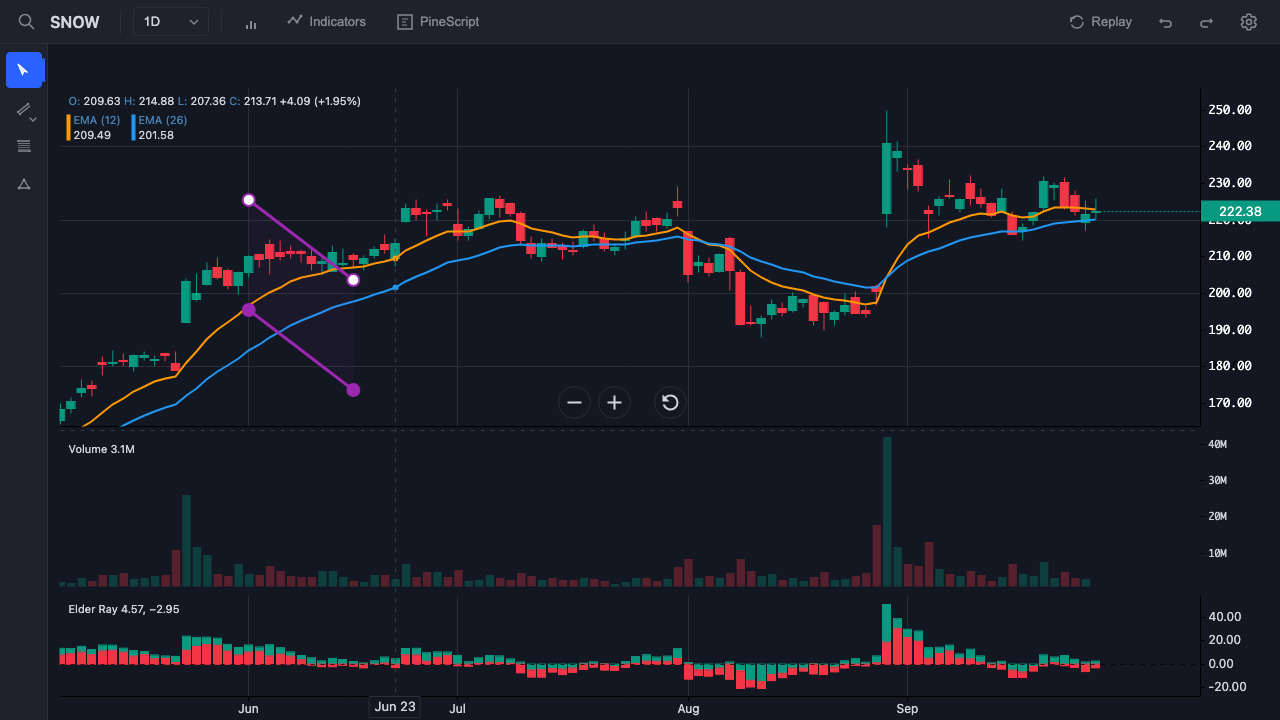 SNOW 1D Indicators PineScript Replay
O: 209.63 H: 214.88 L: 207.36 C: 213.71 +4.09 (+1.95%)
EMA (12) EMA (26)
209.49 201.58
250.00
240.00
230.00
222.38
210.00
200.00
190.00
180.00
170.00
Volume 3.1M
40M
30M
20M
10M
Elder Ray 4.57, −2.95
40.00
20.00
0.00
−20.00
Jun Jun 23 Jul Aug Sep